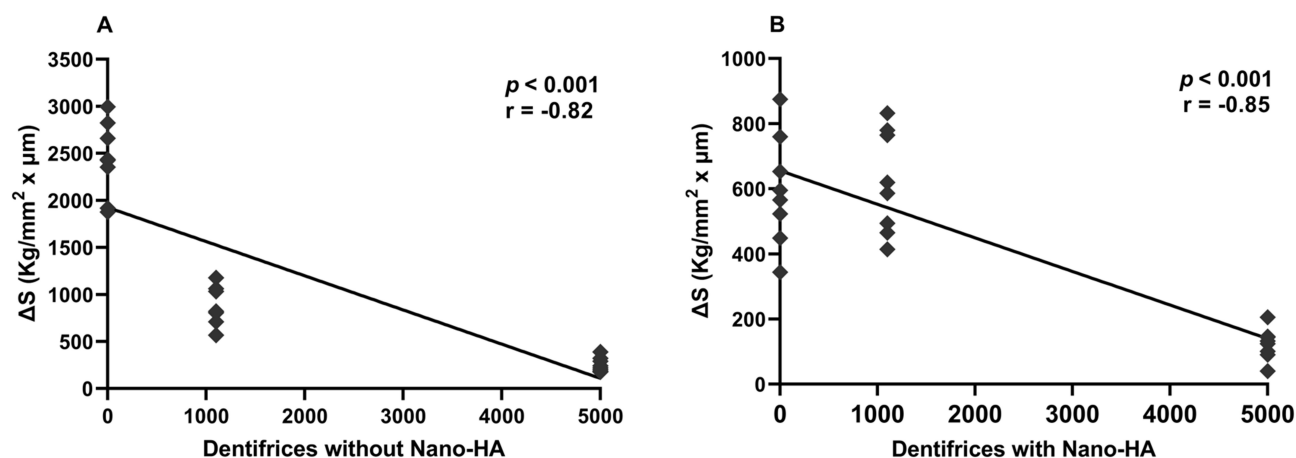 A
ΔS (Kg/mm² x μm)
3500
3000
2500
2000
1500
1000
500
0
p < 0.001
r = -0.82
0 1000 2000 3000 4000 5000
Dentifrices without Nano-HA
B
ΔS (Kg/mm² x μm)
1000
800
600
400
200
0
p < 0.001
r = -0.85
0 1000 2000 3000 4000 5000
Dentifrices with Nano-HA